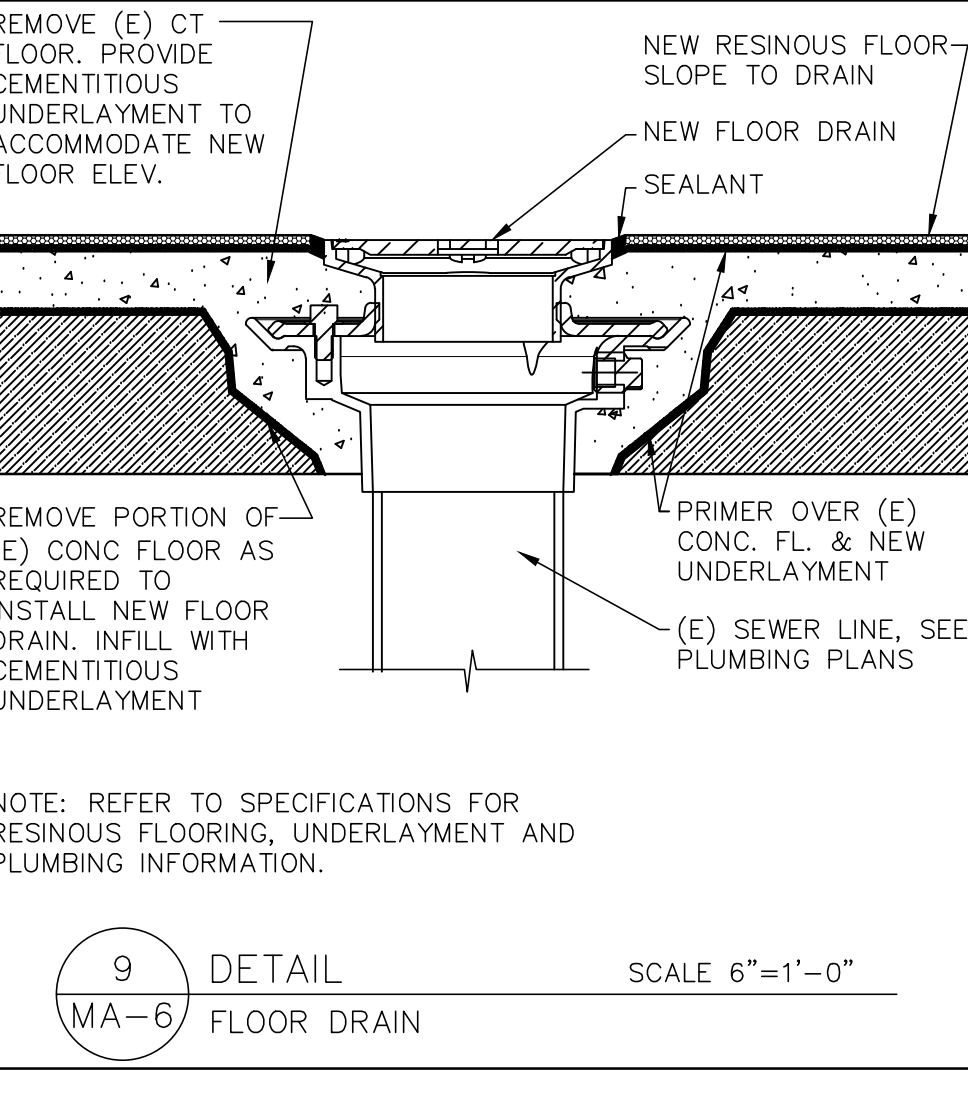 REMOVE (E) CT
FLOOR. PROVIDE
CEMENTITIOUS
UNDERLAYMENT TO
ACCOMMODATE NEW
FLOOR ELEV.
NEW RESINOUS FLOOR
SLOPE TO DRAIN
NEW FLOOR DRAIN
SEALANT
REMOVE PORTION OF
(E) CONC FLOOR AS
REQUIRED TO
INSTALL NEW FLOOR
DRAIN. INFILL WITH
CEMENTITIOUS
UNDERLAYMENT
PRIMER OVER (E)
CONC. FL. & NEW
UNDERLAYMENT
(E) SEWER LINE, SEE
PLUMBING PLANS
NOTE: REFER TO SPECIFICATIONS FOR
RESINOUS FLOORING, UNDERLAYMENT AND
PLUMBING INFORMATION.
9
MA-6
DETAIL
SCALE 6"=1'-0"
FLOOR DRAIN